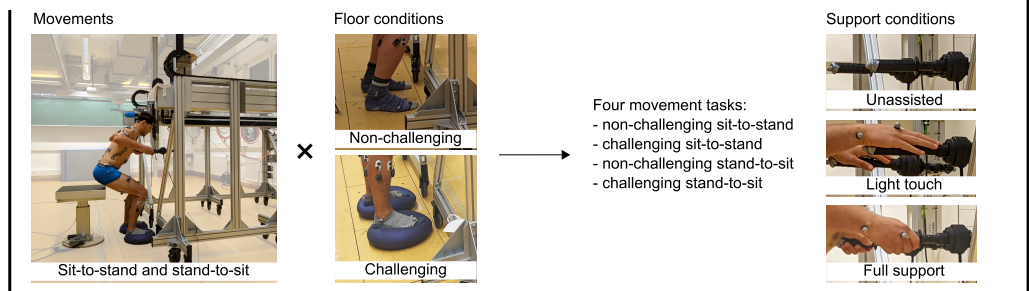 Movements
Sit-to-stand and stand-to-sit
×
Floor conditions
Non-challenging
Challenging
Four movement tasks:
- non-challenging sit-to-stand
- challenging sit-to-stand
- non-challenging stand-to-sit
- challenging stand-to-sit
Support conditions
Unassisted
Light touch
Full support